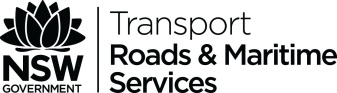 NSW
GOVERNMENT
Transport
Roads & Maritime
Services